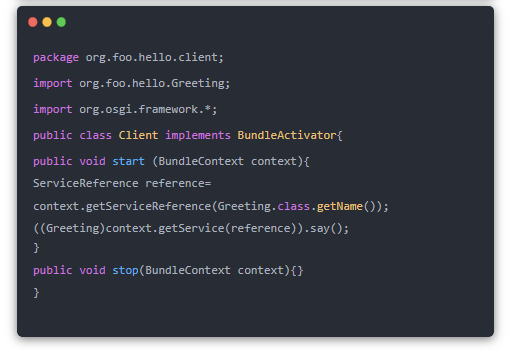 package org.foo.hello.client;
import org.foo.hello.Greeting;
import org.osgi.framework.*;
public class Client implements BundleActivator{
public void start (BundleContext context){
ServiceReference reference=
context.getServiceReference(Greeting.class.getName());
((Greeting)context.getService(reference)).say();
}
public void stop(BundleContext context){}
}